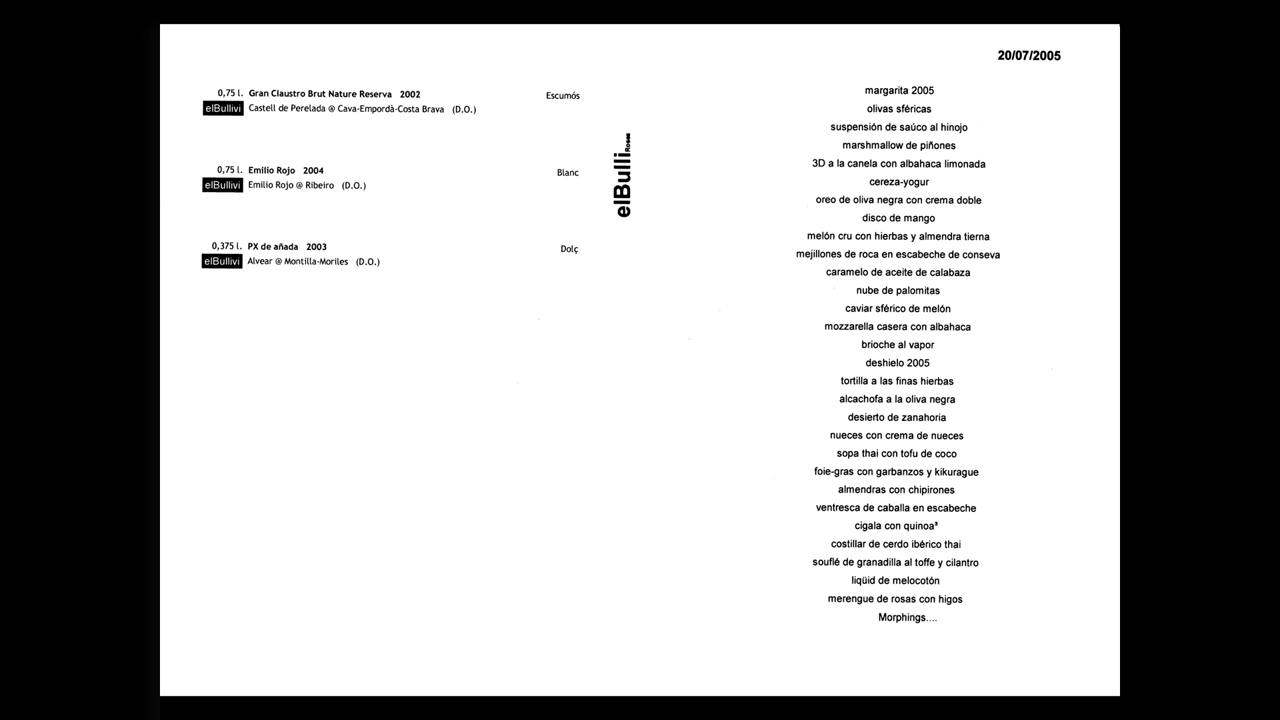 20/07/2005
0,75 l. Gran Claustro Brut Nature Reserva 2002 Escumós
elBullivi Castell de Perelada @ Cava-Empordà-Costa Brava (D.O.)
0,75 l. Emilio Rojo 2004 Blanc
elBullivi Emilio Rojo @ Ribeiro (D.O.)
0,375 l. PX de añada 2003 Dolç
elBullivi Alvear @ Montilla-Moriles (D.O.)
elBulli Roses
margarita 2005
olivas sféricas
suspensión de saúco al hinojo
marshmallow de piñones
3D a la canela con albahaca limonada
cereza-yogur
oreo de oliva negra con crema doble
disco de mango
melón cru con hierbas y almendra tierna
mejillones de roca en escabeche de conseva
caramelo de aceite de calabaza
nube de palomitas
caviar sférico de melón
mozzarella casera con albahaca
brioche al vapor
deshielo 2005
tortilla a las finas hierbas
alcachofa a la oliva negra
desierto de zanahoria
nueces con crema de nueces
sopa thai con tofu de coco
foie-gras con garbanzos y kikurague
almendras con chipirones
ventresca de caballa en escabeche
cigala con quinoa³
costillar de cerdo ibérico thai
souflé de granadilla al toffe y cilantro
liqüid de melocotón
merengue de rosas con higos
Morphings....